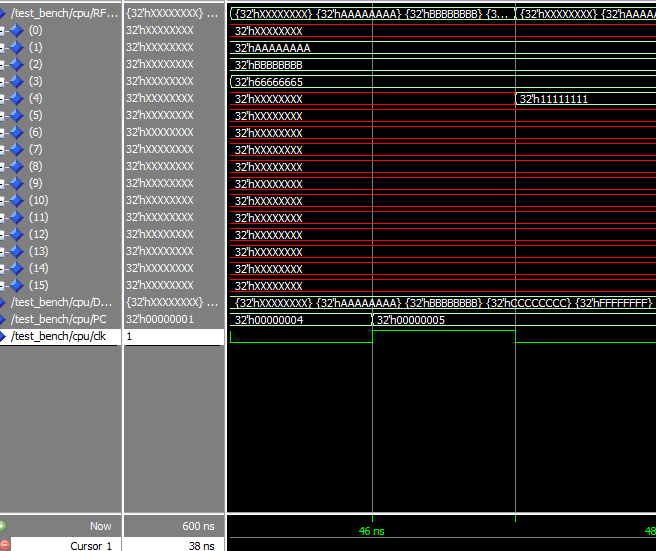 /test_bench/cpu/RF... {32'hXXXXXXXX} ... {32'hXXXXXXXX} {32'hAAAAAAAA} {32'hBBBBBBBB} {3... {32'hXXXXXXXX} {32'hAAAAA
(0) 32'hXXXXXXXX 32'hXXXXXXXX
(1) 32'hXXXXXXXX 32'hAAAAAAAA
(2) 32'hXXXXXXXX 32'hBBBBBBBB
(3) 32'hXXXXXXXX 32'h66666665
(4) 32'hXXXXXXXX 32'hXXXXXXXX 32'h11111111
(5) 32'hXXXXXXXX 32'hXXXXXXXX
(6) 32'hXXXXXXXX 32'hXXXXXXXX
(7) 32'hXXXXXXXX 32'hXXXXXXXX
(8) 32'hXXXXXXXX 32'hXXXXXXXX
(9) 32'hXXXXXXXX 32'hXXXXXXXX
(10) 32'hXXXXXXXX 32'hXXXXXXXX
(11) 32'hXXXXXXXX 32'hXXXXXXXX
(12) 32'hXXXXXXXX 32'hXXXXXXXX
(13) 32'hXXXXXXXX 32'hXXXXXXXX
(14) 32'hXXXXXXXX 32'hXXXXXXXX
(15) 32'hXXXXXXXX 32'hXXXXXXXX
/test_bench/cpu/D... {32'hXXXXXXXX} ... {32'hXXXXXXXX} {32'hAAAAAAAA} {32'hBBBBBBBB} {32'hCCCCCCCC} {32'hFFFFFFFF}
/test_bench/cpu/PC 32'h00000001 32'h00000004 32'h00000005
/test_bench/cpu/clk 1
Now 600 ns 46 ns 48
Cursor 1 38 ns